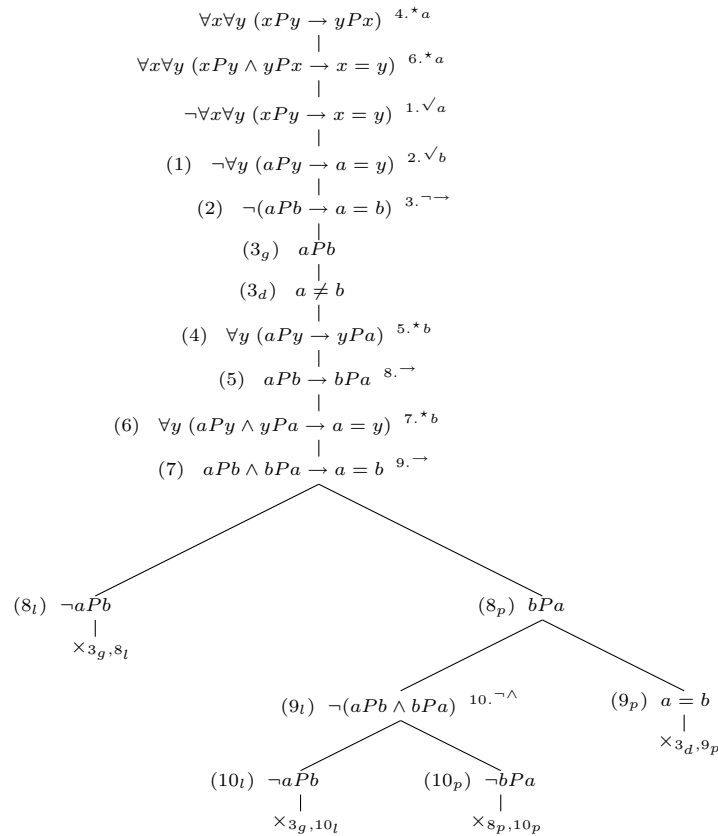 ∀x∀y (xPy → yPx) 4.⋆a
∀x∀y (xPy ∧ yPx → x = y) 6.⋆a
¬∀x∀y (xPy → x = y) 1.√a
(1) ¬∀y (aPy → a = y) 2.√b
(2) ¬(aPb → a = b) 3.¬→
(3g) aPb
(3d) a ≠ b
(4) ∀y (aPy → yPa) 5.⋆b
(5) aPb → bPa 8.→
(6) ∀y (aPy ∧ yPa → a = y) 7.⋆b
(7) aPb ∧ bPa → a = b 9.→
(8l) ¬aPb (8p) bPa
×3g,8l
(9l) ¬(aPb ∧ bPa) 10.¬∧ (9p) a = b
×3d,9p
(10l) ¬aPb (10p) ¬bPa
×3g,10l ×8p,10p